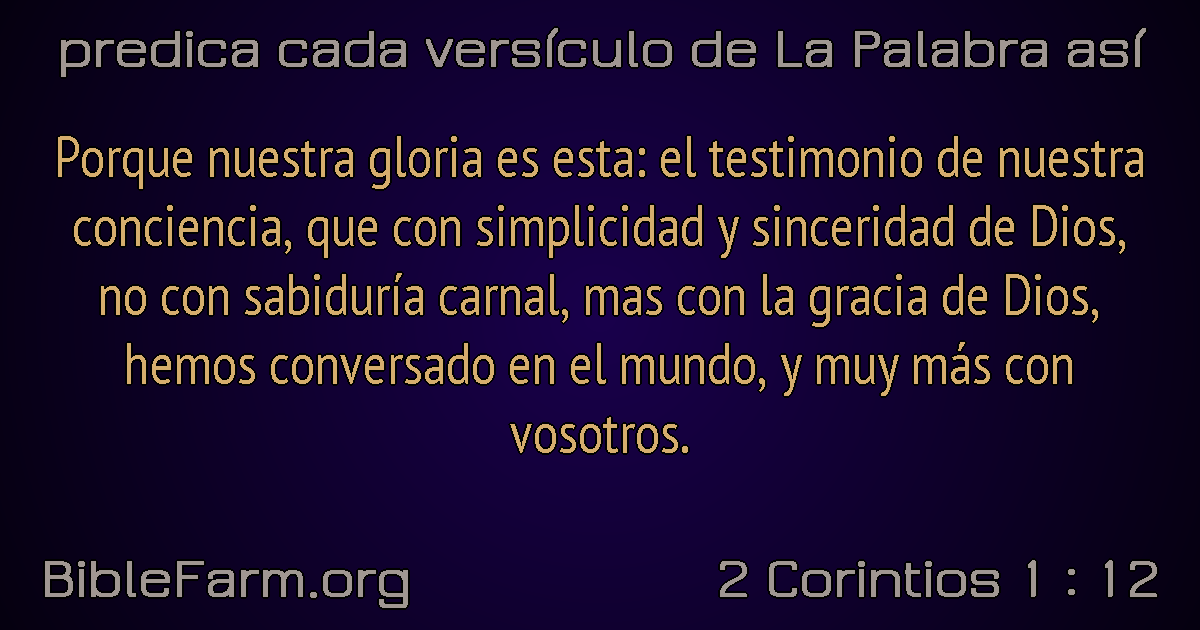 predica cada versículo de La Palabra así
Porque nuestra gloria es esta: el testimonio de nuestra
conciencia, que con simplicidad y sinceridad de Dios,
no con sabiduría carnal, mas con la gracia de Dios,
hemos conversado en el mundo, y muy más con
vosotros.
BibleFarm.org
2 Corintios 1 : 12